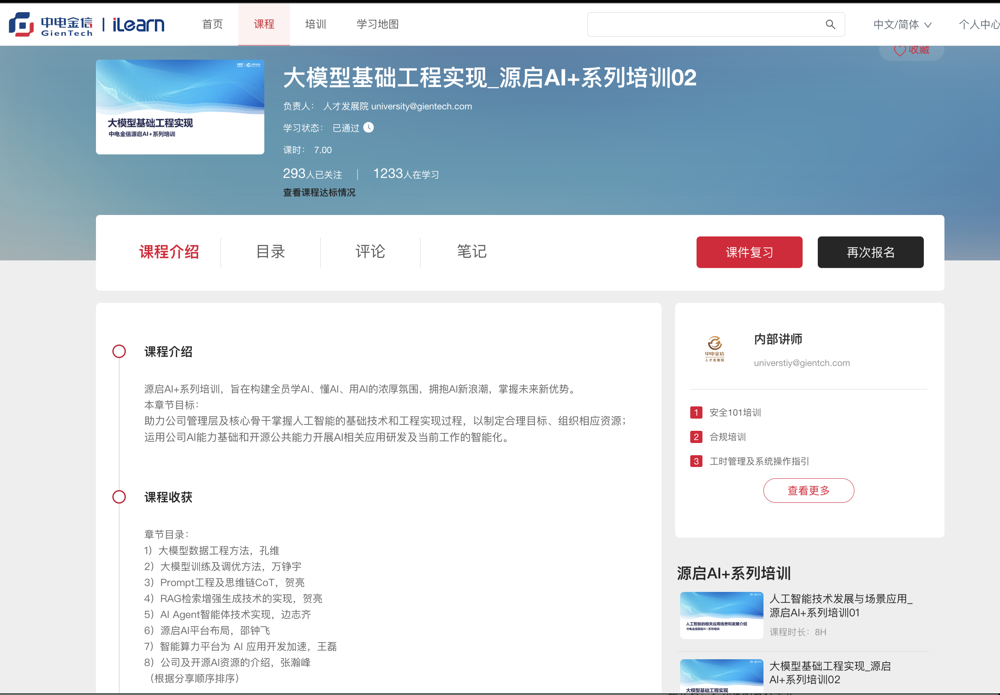 中电金信 GienTech | iLearn
首页
课程
培训
学习地图
中文/简体
个人中心
收藏
大模型基础工程实现
中电金信源启AI+系列培训
大模型基础工程实现_源启AI+系列培训02
负责人： 人才发展院 university@gientech.com
学习状态： 已通过
课时： 7.00
293人已关注 | 1233人在学习
查看课程达标情况
课程介绍
目录
评论
笔记
课件复习
再次报名
课程介绍
源启AI+系列培训，旨在构建全员学AI、懂AI、用AI的浓厚氛围，拥抱AI新浪潮，掌握未来新优势。
本章节目标：
助力公司管理层及核心骨干掌握人工智能的基础技术和工程实现过程，以制定合理目标、组织相应资源；
运用公司AI能力基础和开源公共能力开展AI相关应用研发及当前工作的智能化。
课程收获
章节目录：
1）大模型数据工程方法，孔维
2）大模型训练及调优方法，万铮宇
3）Prompt工程及思维链CoT，贺亮
4）RAG检索增强生成技术的实现，贺亮
5）AI Agent智能体技术实现，边志齐
6）源启AI平台布局，邵钟飞
7）智能算力平台为 AI 应用开发加速，王磊
8）公司及开源AI资源的介绍，张瀚峰
（根据分享顺序排序）
中电金信
人才发展院
内部讲师
universtiy@gientch.com
1 安全101培训
2 合规培训
3 工时管理及系统操作指引
查看更多
源启AI+系列培训
人工智能的相关应用场景和发展介绍
中电金信源启AI+系列培训
人工智能技术发展与场景应用_
源启AI+系列培训01
课程时长：8H
大模型基础工程实现
大模型基础工程实现_源启
AI+系列培训02